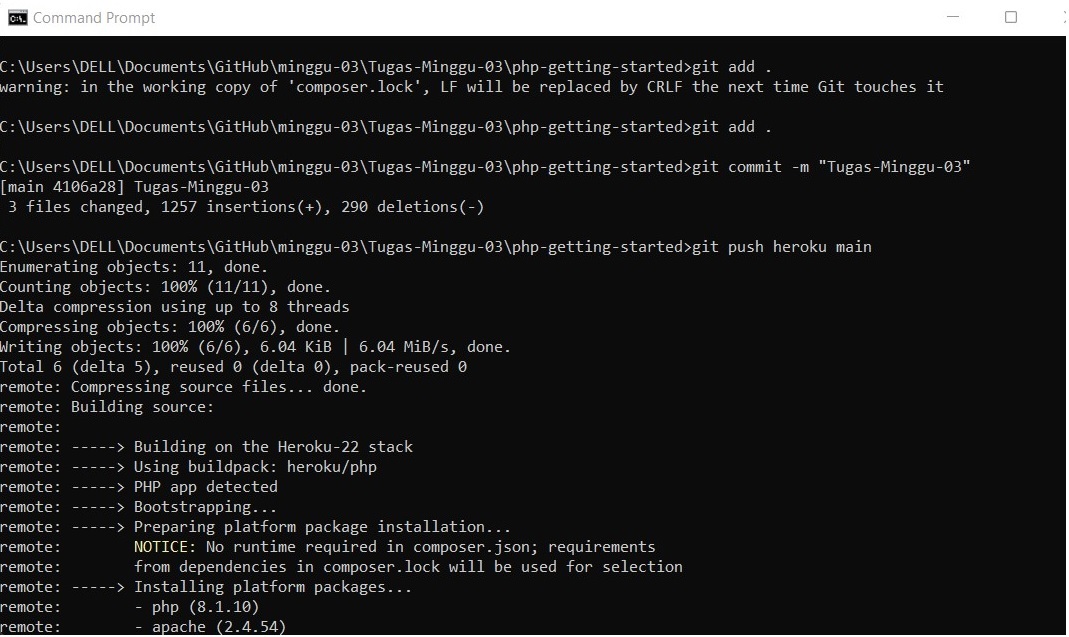 Command Prompt
C:\Users\DELL\Documents\GitHub\minggu-03\Tugas-Minggu-03\php-getting-started>git add .
warning: in the working copy of 'composer.lock', LF will be replaced by CRLF the next time Git touches it
C:\Users\DELL\Documents\GitHub\minggu-03\Tugas-Minggu-03\php-getting-started>git add .
C:\Users\DELL\Documents\GitHub\minggu-03\Tugas-Minggu-03\php-getting-started>git commit -m "Tugas-Minggu-03"
[main 4106a28] Tugas-Minggu-03
 3 files changed, 1257 insertions(+), 290 deletions(-)
C:\Users\DELL\Documents\GitHub\minggu-03\Tugas-Minggu-03\php-getting-started>git push heroku main
Enumerating objects: 11, done.
Counting objects: 100% (11/11), done.
Delta compression using up to 8 threads
Compressing objects: 100% (6/6), done.
Writing objects: 100% (6/6), 6.04 KiB | 6.04 MiB/s, done.
Total 6 (delta 5), reused 0 (delta 0), pack-reused 0
remote: Compressing source files... done.
remote: Building source:
remote:
remote: -----> Building on the Heroku-22 stack
remote: -----> Using buildpack: heroku/php
remote: -----> PHP app detected
remote: -----> Bootstrapping...
remote: -----> Preparing platform package installation...
remote:        NOTICE: No runtime required in composer.json; requirements
remote:        from dependencies in composer.lock will be used for selection
remote: -----> Installing platform packages...
remote:        - php (8.1.10)
remote:        - apache (2.4.54)